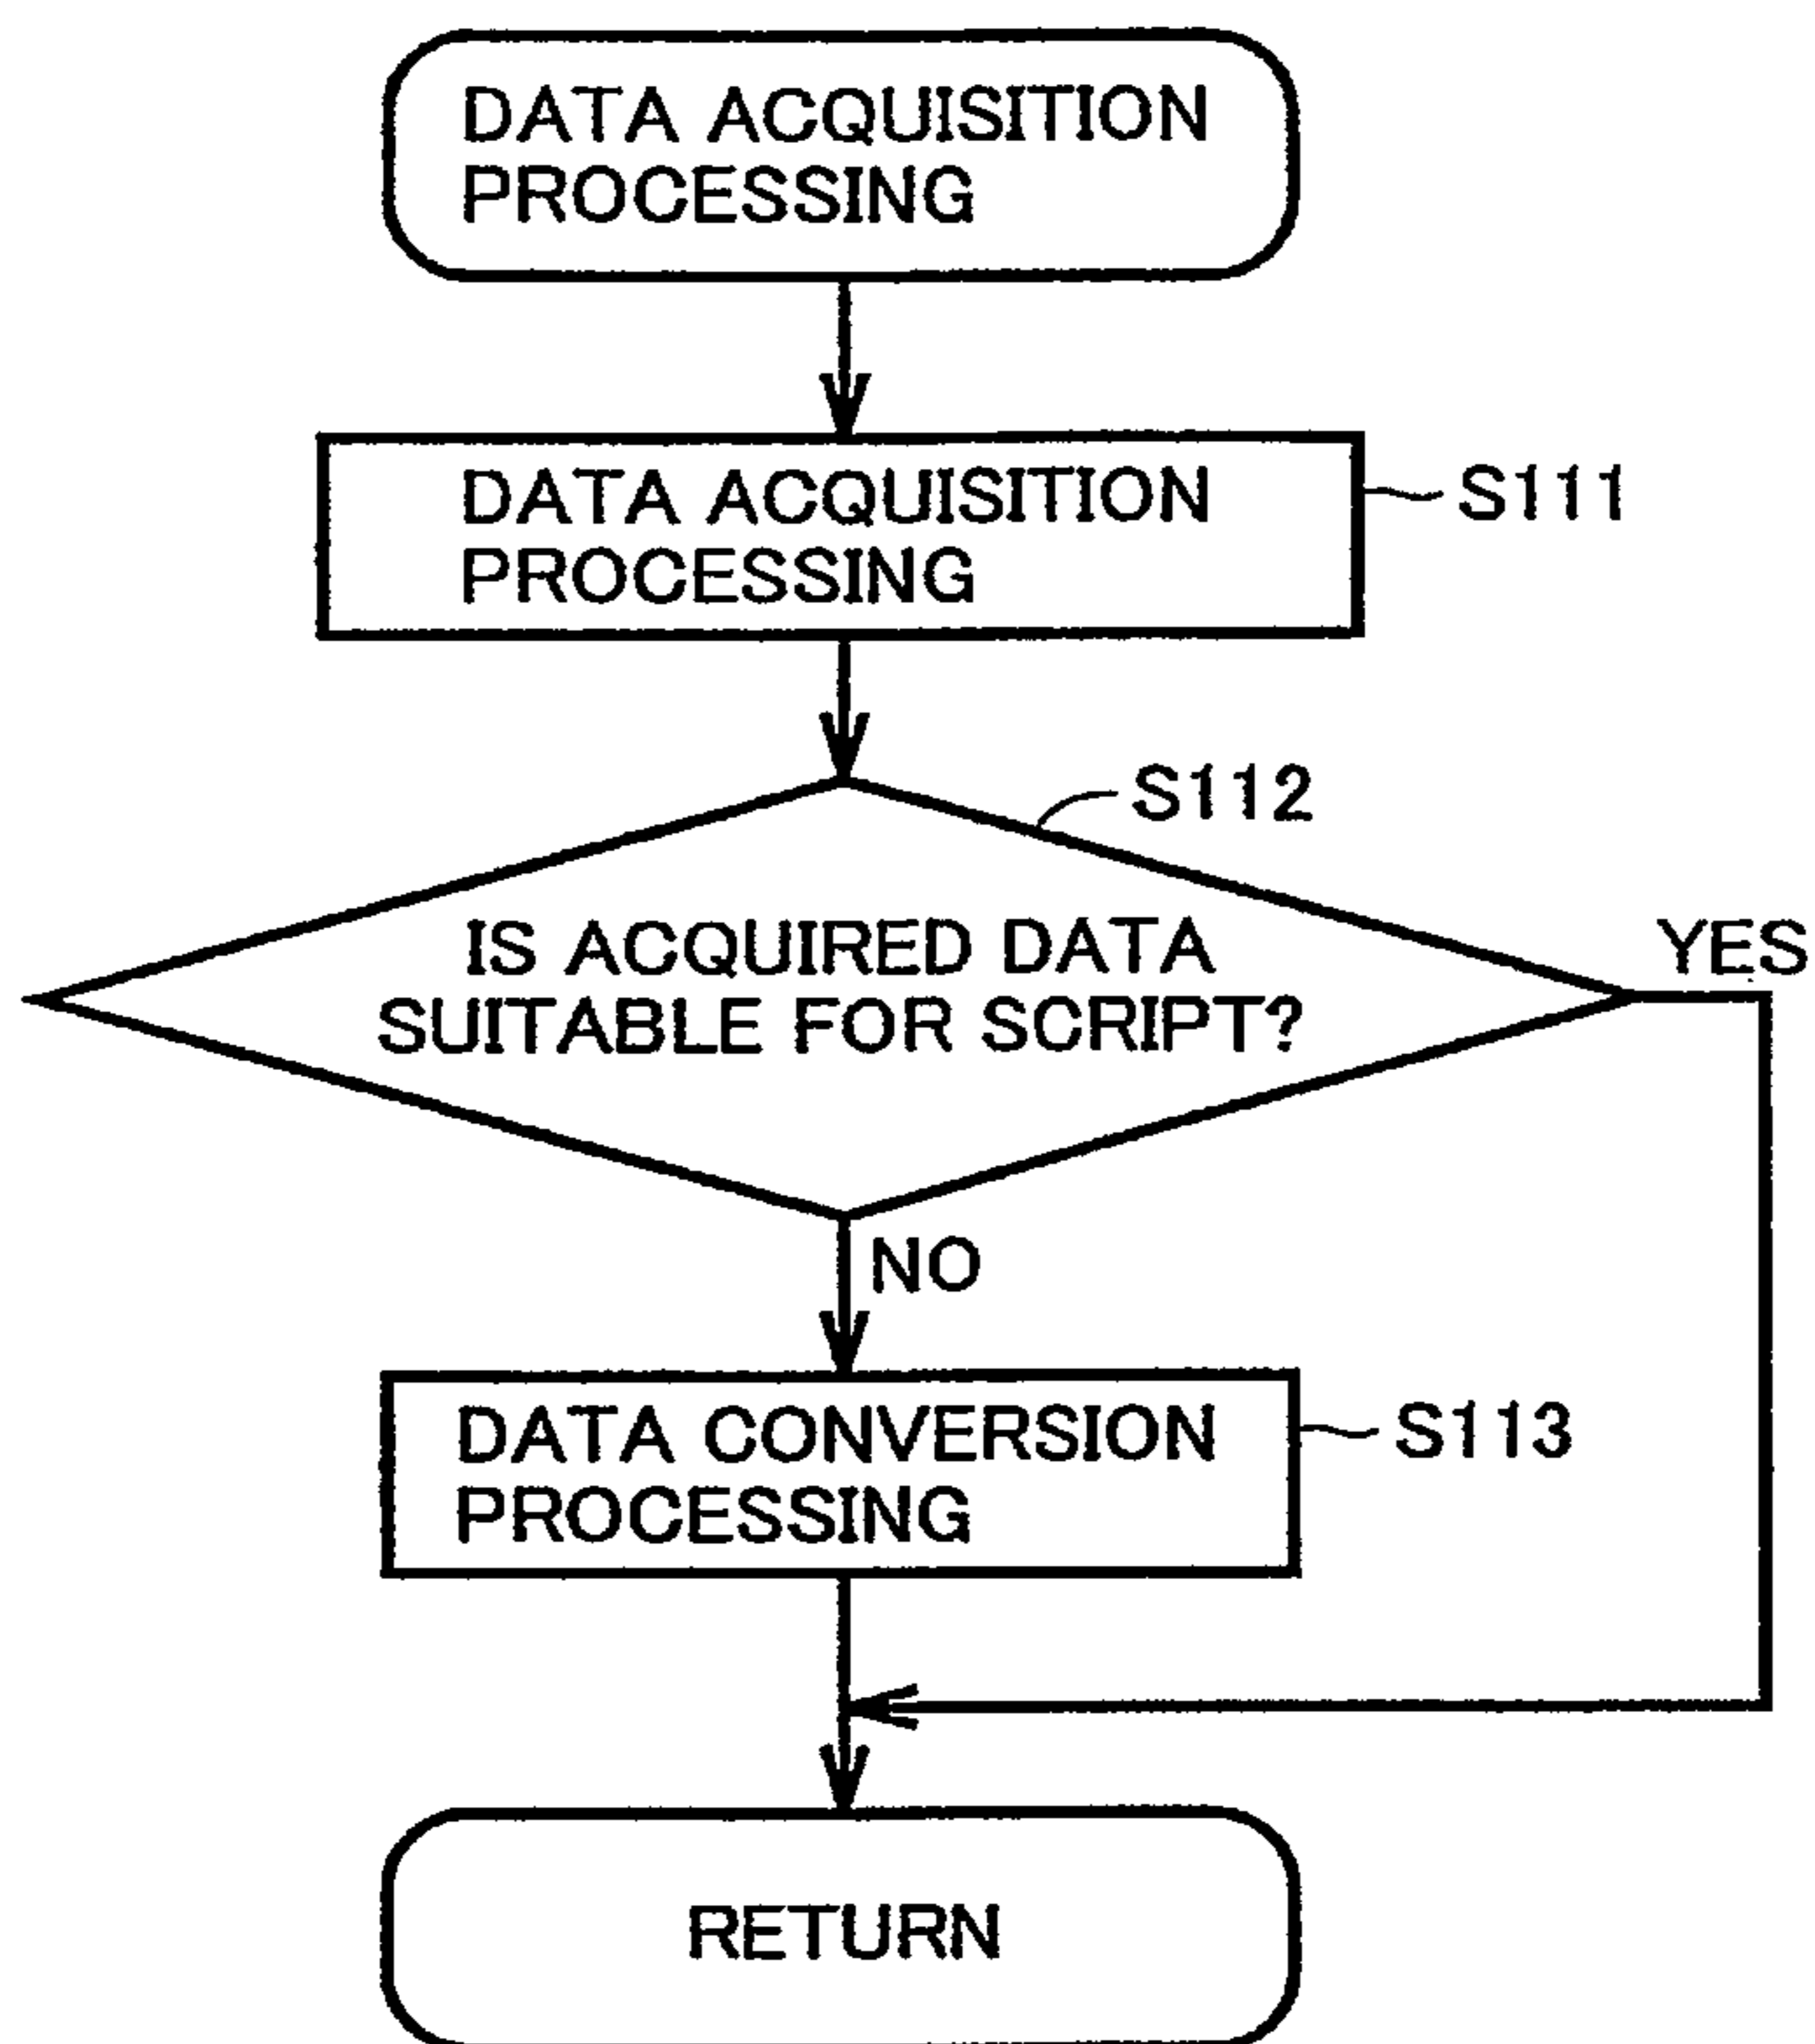 DATA ACQUISITION
PROCESSING
DATA ACQUISITION
PROCESSING
S111
S112
IS ACQUIRED DATA
SUITABLE FOR SCRIPT?
YES
NO
DATA CONVERSION
PROCESSING
S113
RETURN